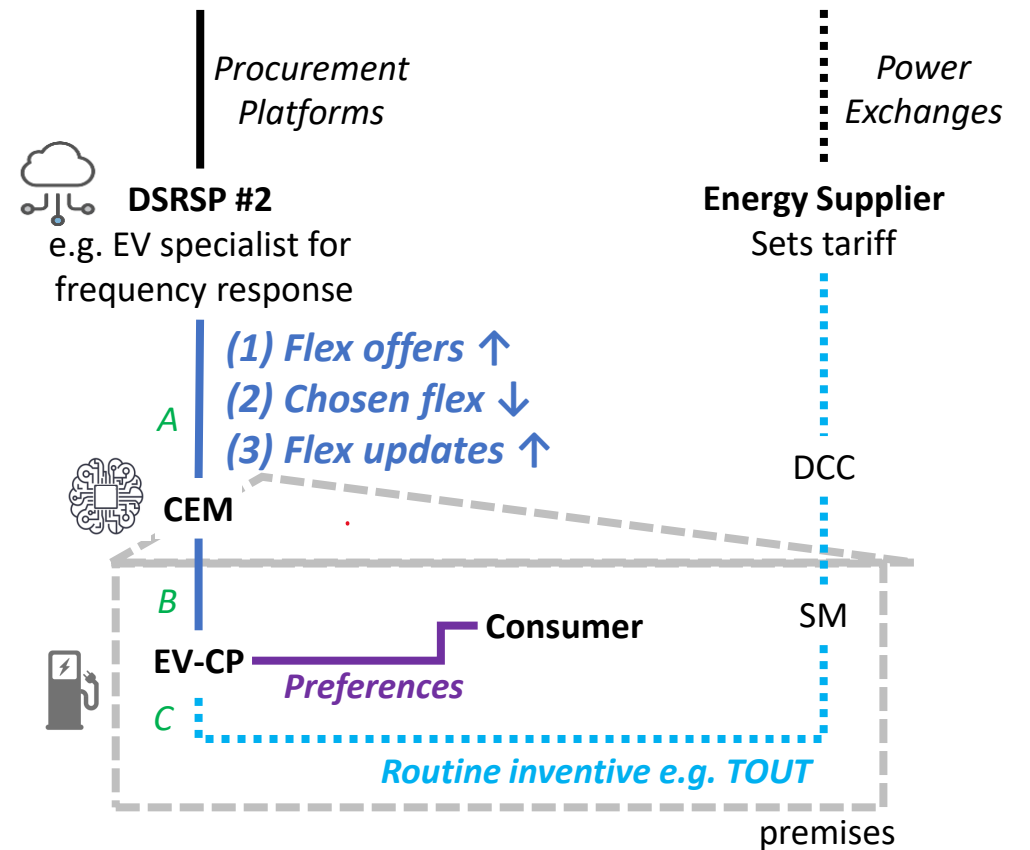 Procurement
Platforms
Power
Exchanges
DSRSP #2
e.g. EV specialist for
frequency response
Energy Supplier
Sets tariff
(1) Flex offers ↑
(2) Chosen flex ↓
(3) Flex updates ↑
A
DCC
CEM
B
Consumer
SM
EV-CP
Preferences
C
Routine inventive e.g. TOUT
premises